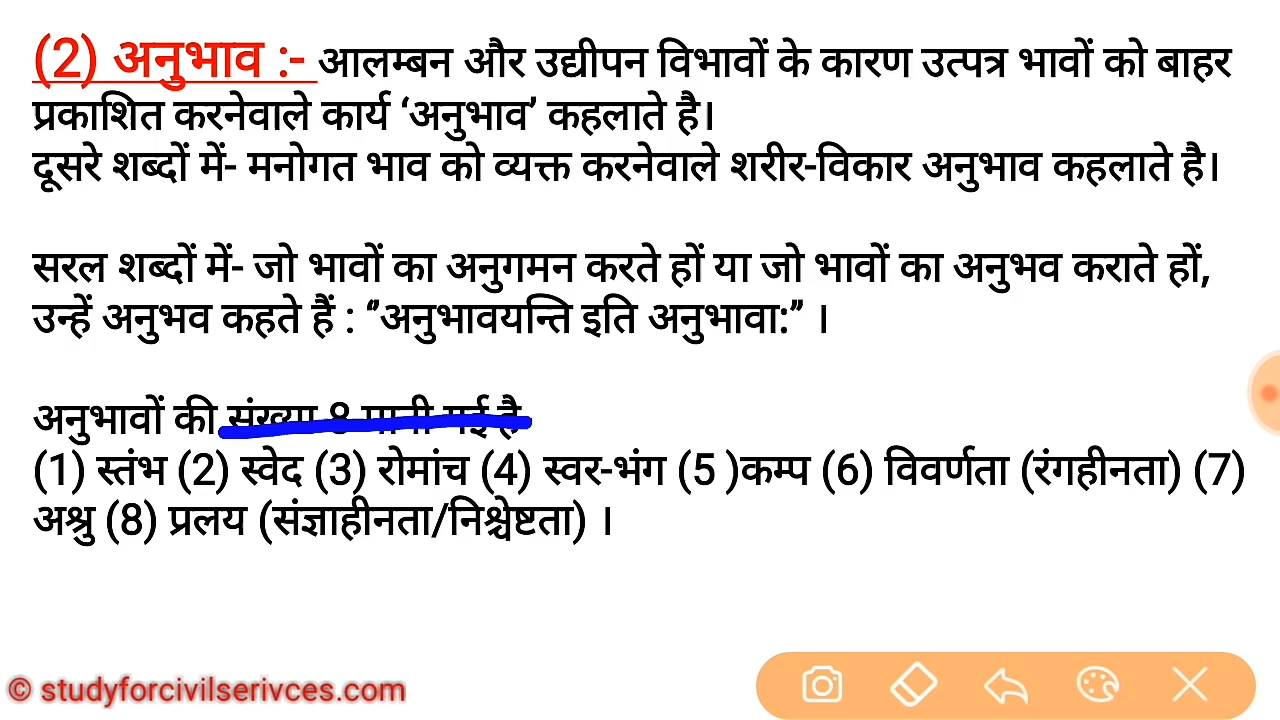 (2) अनुभाव :- आलम्बन और उद्यीपन विभावों के कारण उत्पत्र भावों को बाहर
प्रकाशित करनेवाले कार्य ‘अनुभाव’ कहलाते है।
दूसरे शब्दों में- मनोगत भाव को व्यक्त करनेवाले शरीर-विकार अनुभाव कहलाते है।
सरल शब्दों में- जो भावों का अनुगमन करते हों या जो भावों का अनुभव कराते हों,
उन्हें अनुभव कहते हैं : “अनुभावयन्ति इति अनुभावा:” ।
अनुभावों की संख्या 8 मानी गई है
(1) स्तंभ (2) स्वेद (3) रोमांच (4) स्वर-भंग (5 )कम्प (6) विवर्णता (रंगहीनता) (7)
अश्रु (8) प्रलय (संज्ञाहीनता/निश्चेष्टता) ।
© studyforcivilserivces.com